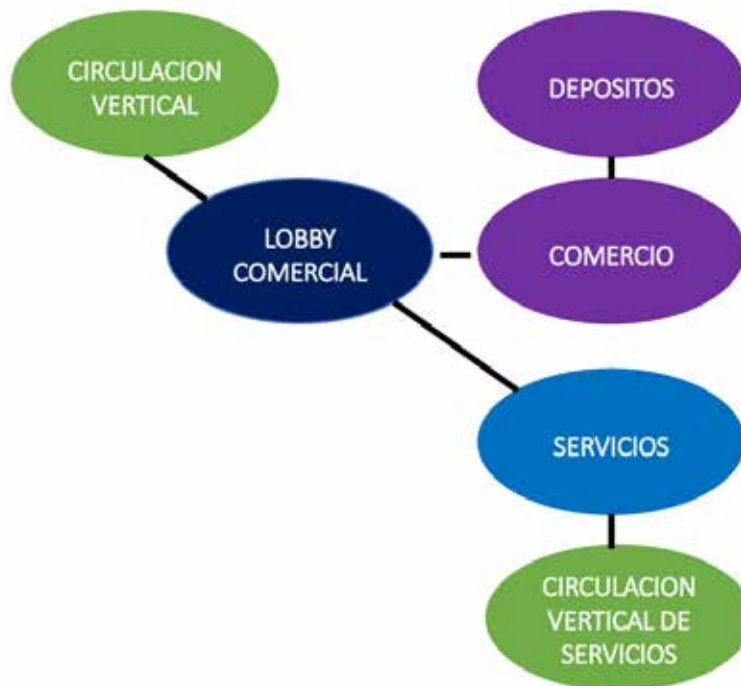 CIRCULACION
VERTICAL
DEPOSITOS
LOBBY
COMERCIAL
COMERCIO
SERVICIOS
CIRCULACION
VERTICAL DE
SERVICIOS